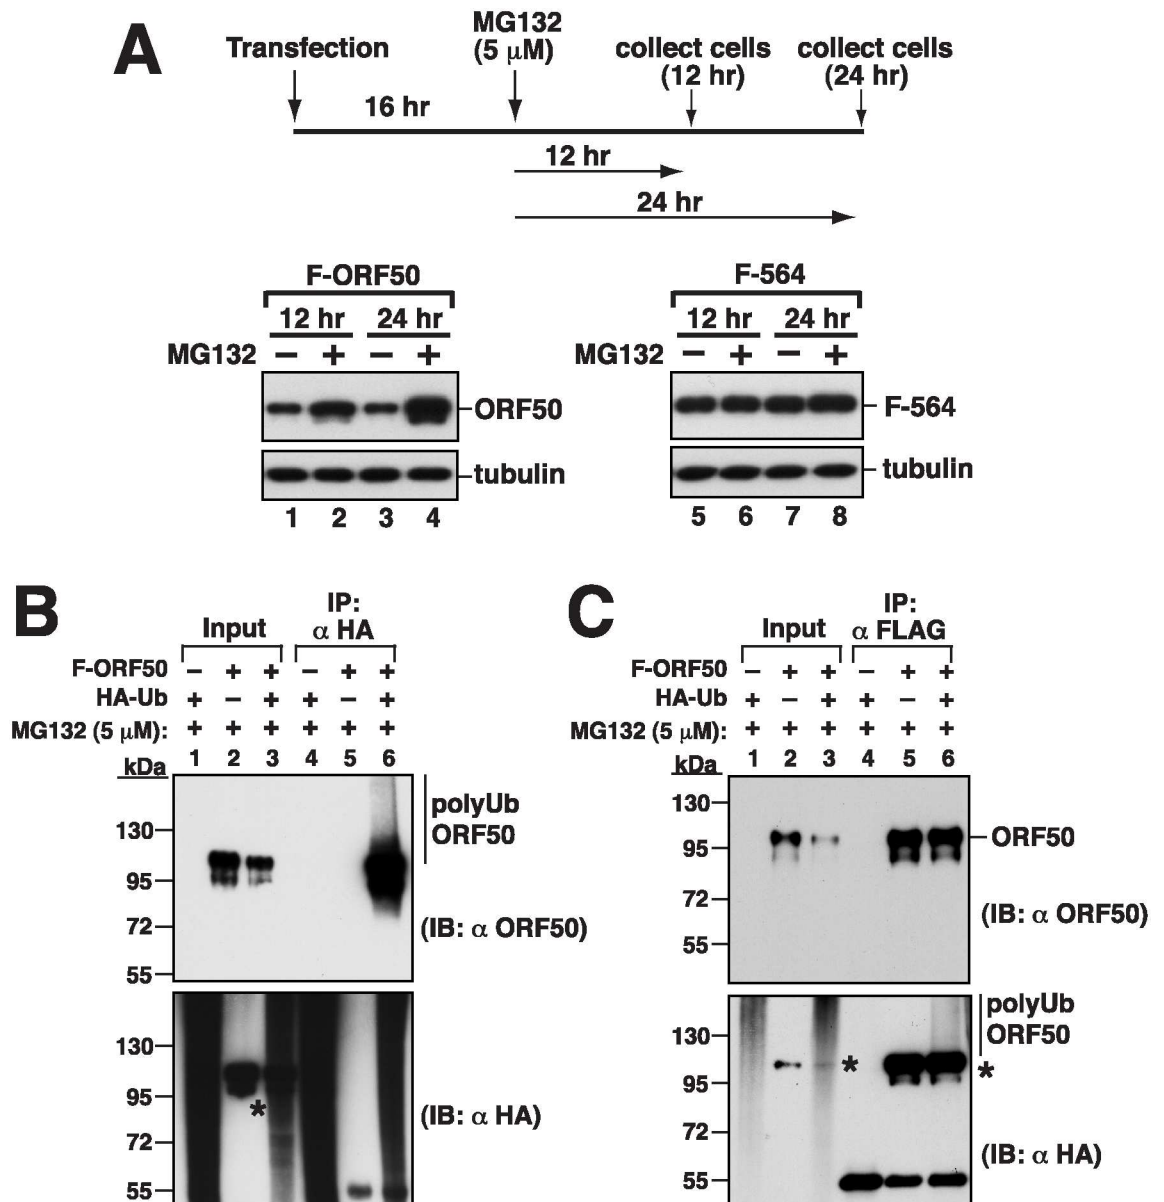 A
Transfection
MG132
(5 μM)
collect cells
(12 hr)
collect cells
(24 hr)
16 hr
12 hr
24 hr
F-ORF50
12 hr 24 hr
MG132 – + – +
ORF50
tubulin
1 2 3 4
F-564
12 hr 24 hr
MG132 – + – +
F-564
tubulin
5 6 7 8
B
Input
IP:
α HA
F-ORF50 – + + – + +
HA-Ub + – + + – +
MG132 (5 μM): + + + + + +
1 2 3 4 5 6
kDa
130
95
72
55
polyUb
ORF50
(IB: α ORF50)
130
95
72
55
*
(IB: α HA)
C
Input
IP:
α FLAG
F-ORF50 – + + – + +
HA-Ub + – + + – +
MG132 (5 μM): + + + + + +
1 2 3 4 5 6
kDa
130
95
72
55
ORF50
(IB: α ORF50)
130
95
72
55
*
polyUb
ORF50
*
(IB: α HA)